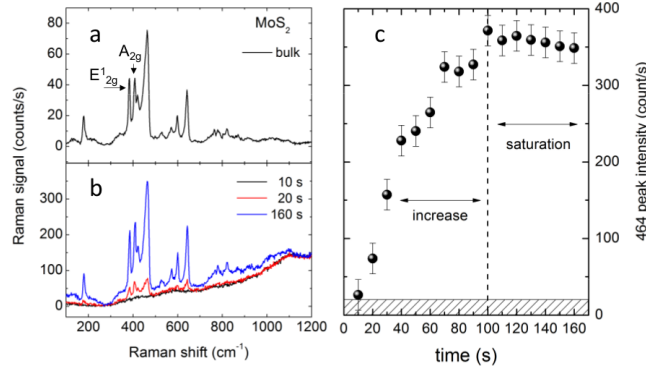 a
MoS2
bulk
A2g
E12g
80
60
40
20
0
b
10 s
20 s
160 s
300
200
100
0
Raman signal (counts/s)
200 400 600 800 1000 1200
Raman shift (cm-1)
c
400
300
200
100
0
464 peak intensity (count/s)
saturation
increase
0 20 40 60 80 100 120 140 160
time (s)